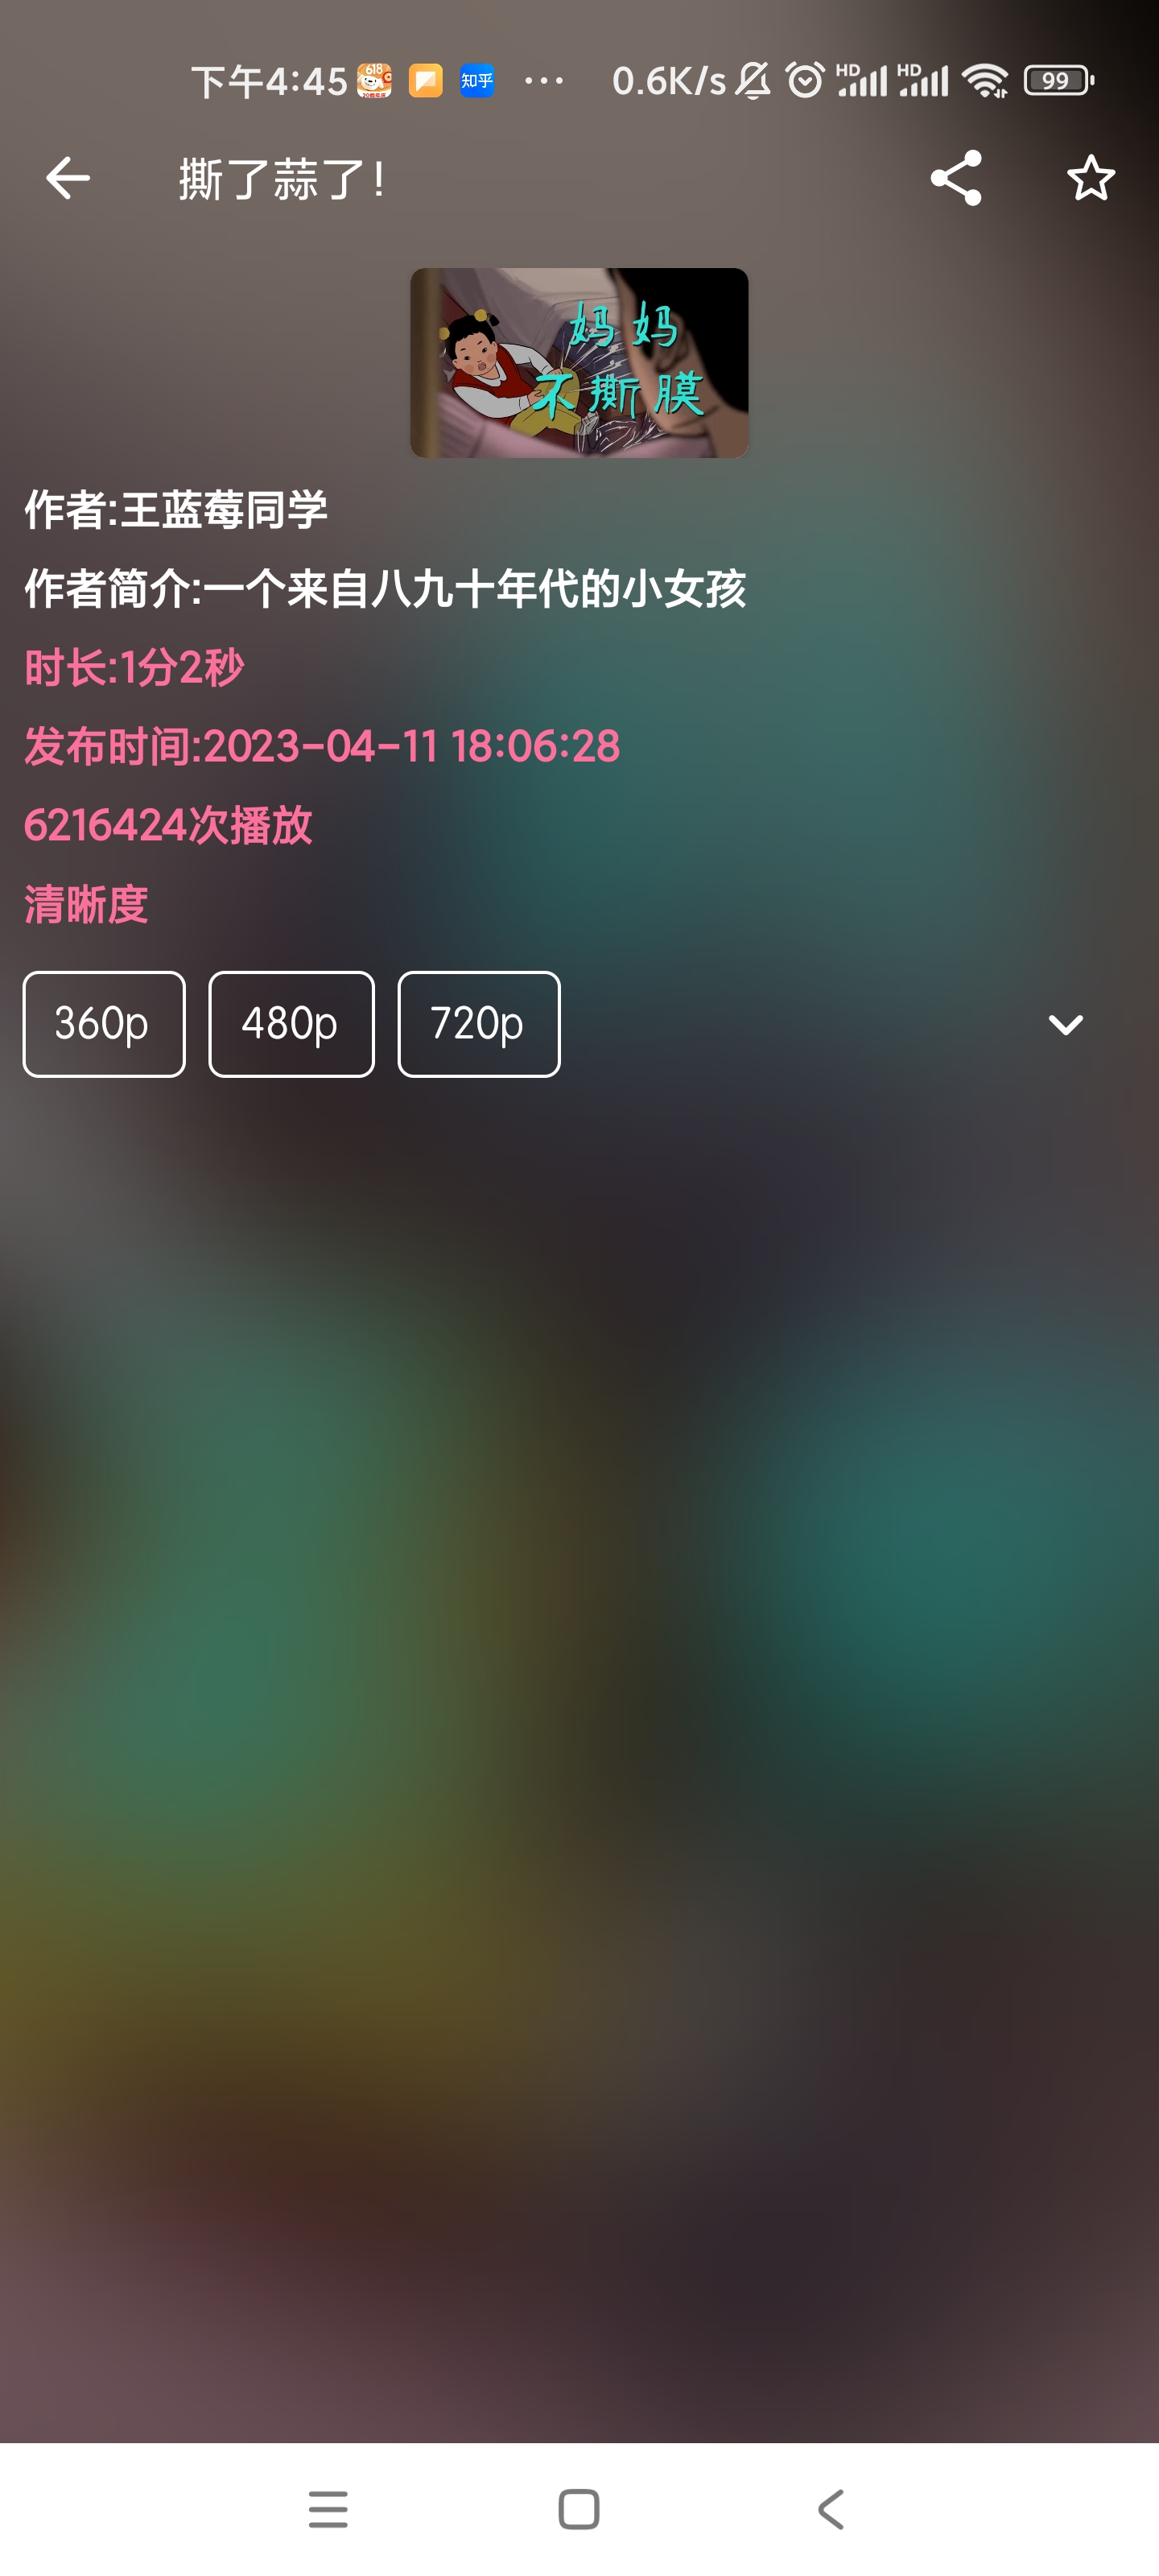 下午4:45 618 知乎 ··· 0.6K/s HD HD 99
撕了蒜了!
妈妈
不撕膜
作者:王蓝莓同学
作者简介:一个来自八九十年代的小女孩
时长:1分2秒
发布时间:2023-04-11 18:06:28
6216424次播放
清晰度
360p 480p 720p